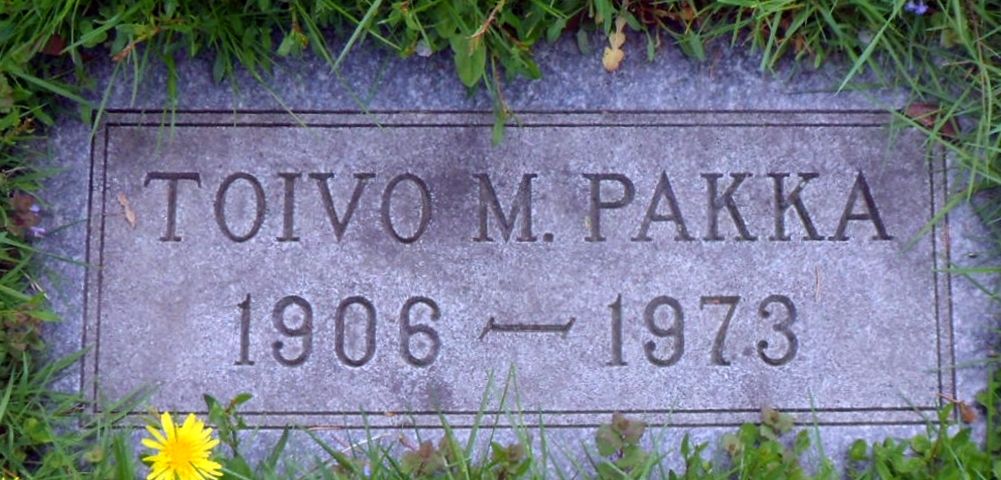 TOIVO M. PAKKA
1906 — 1973